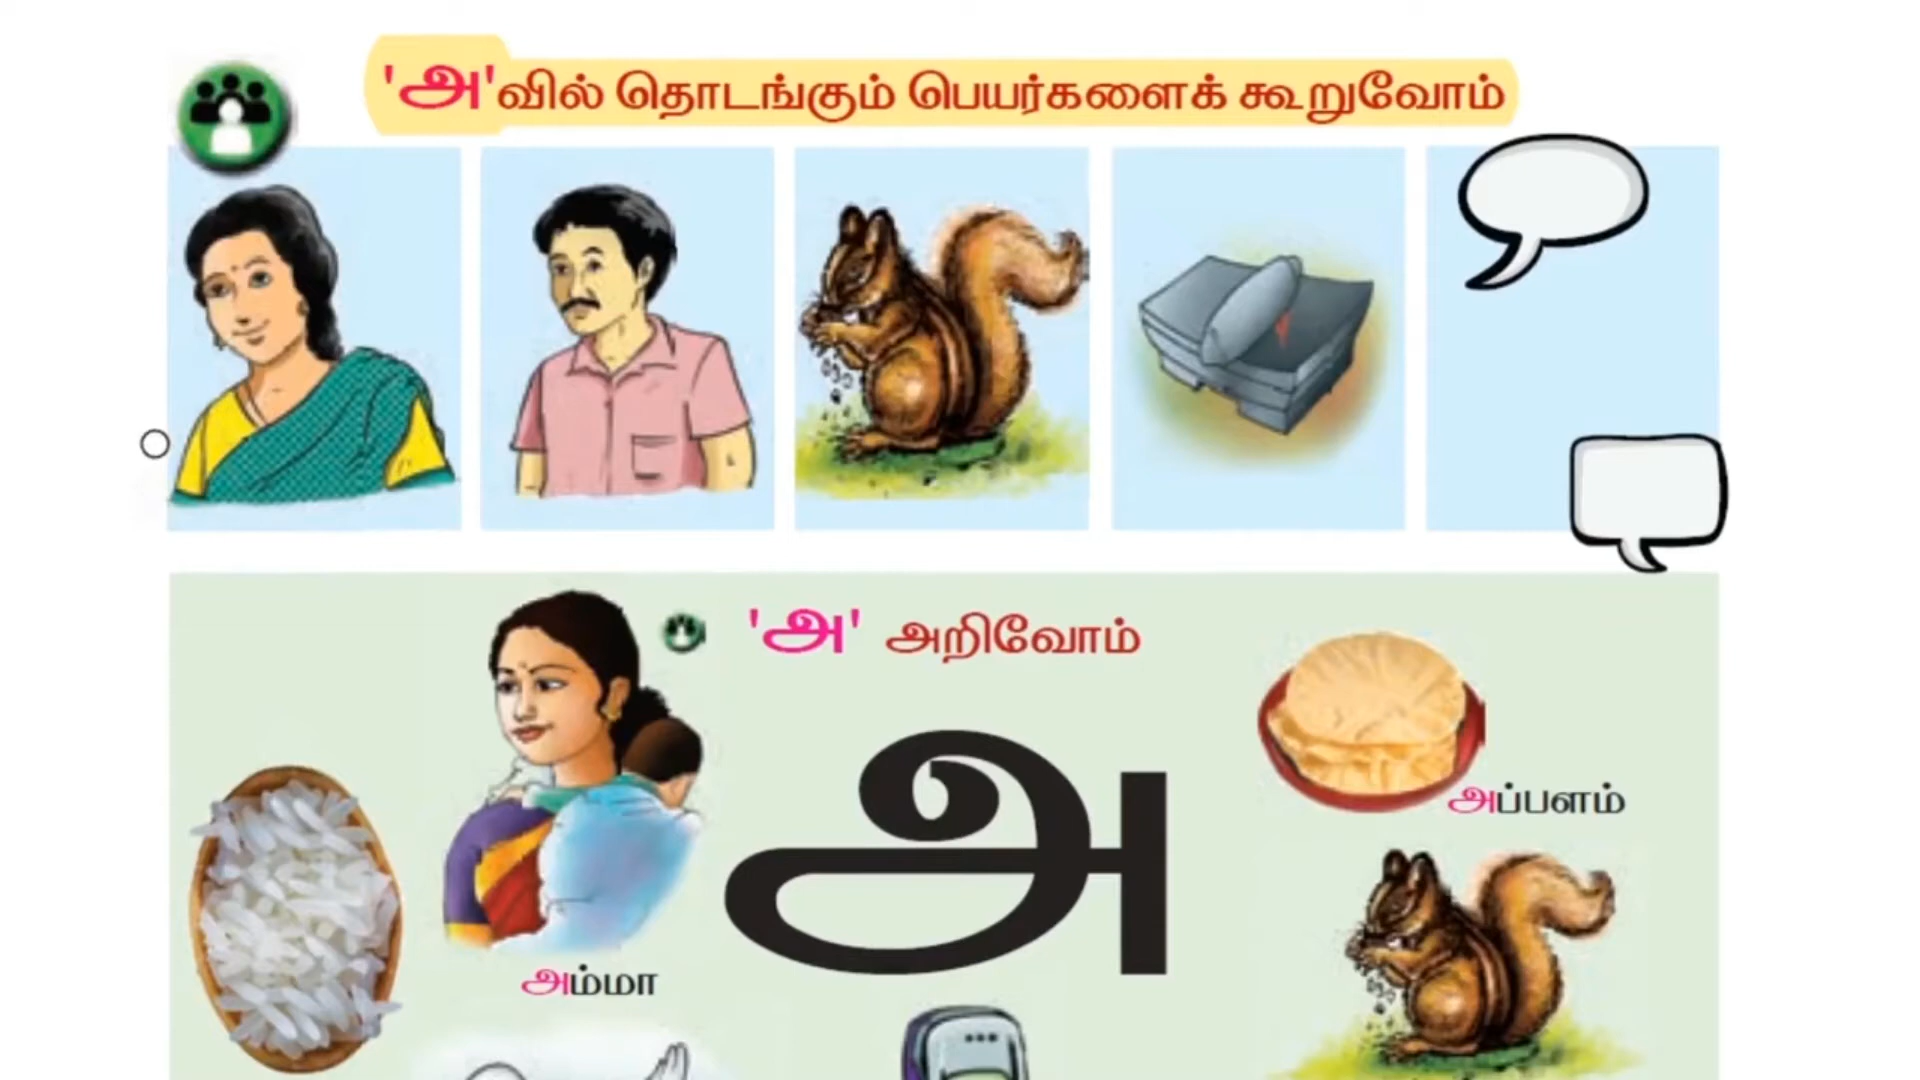 'அ'வில் தொடங்கும் பெயர்களைக் கூறுவோம்
'அ' அறிவோம்
அ
அப்பளம்
அம்மா